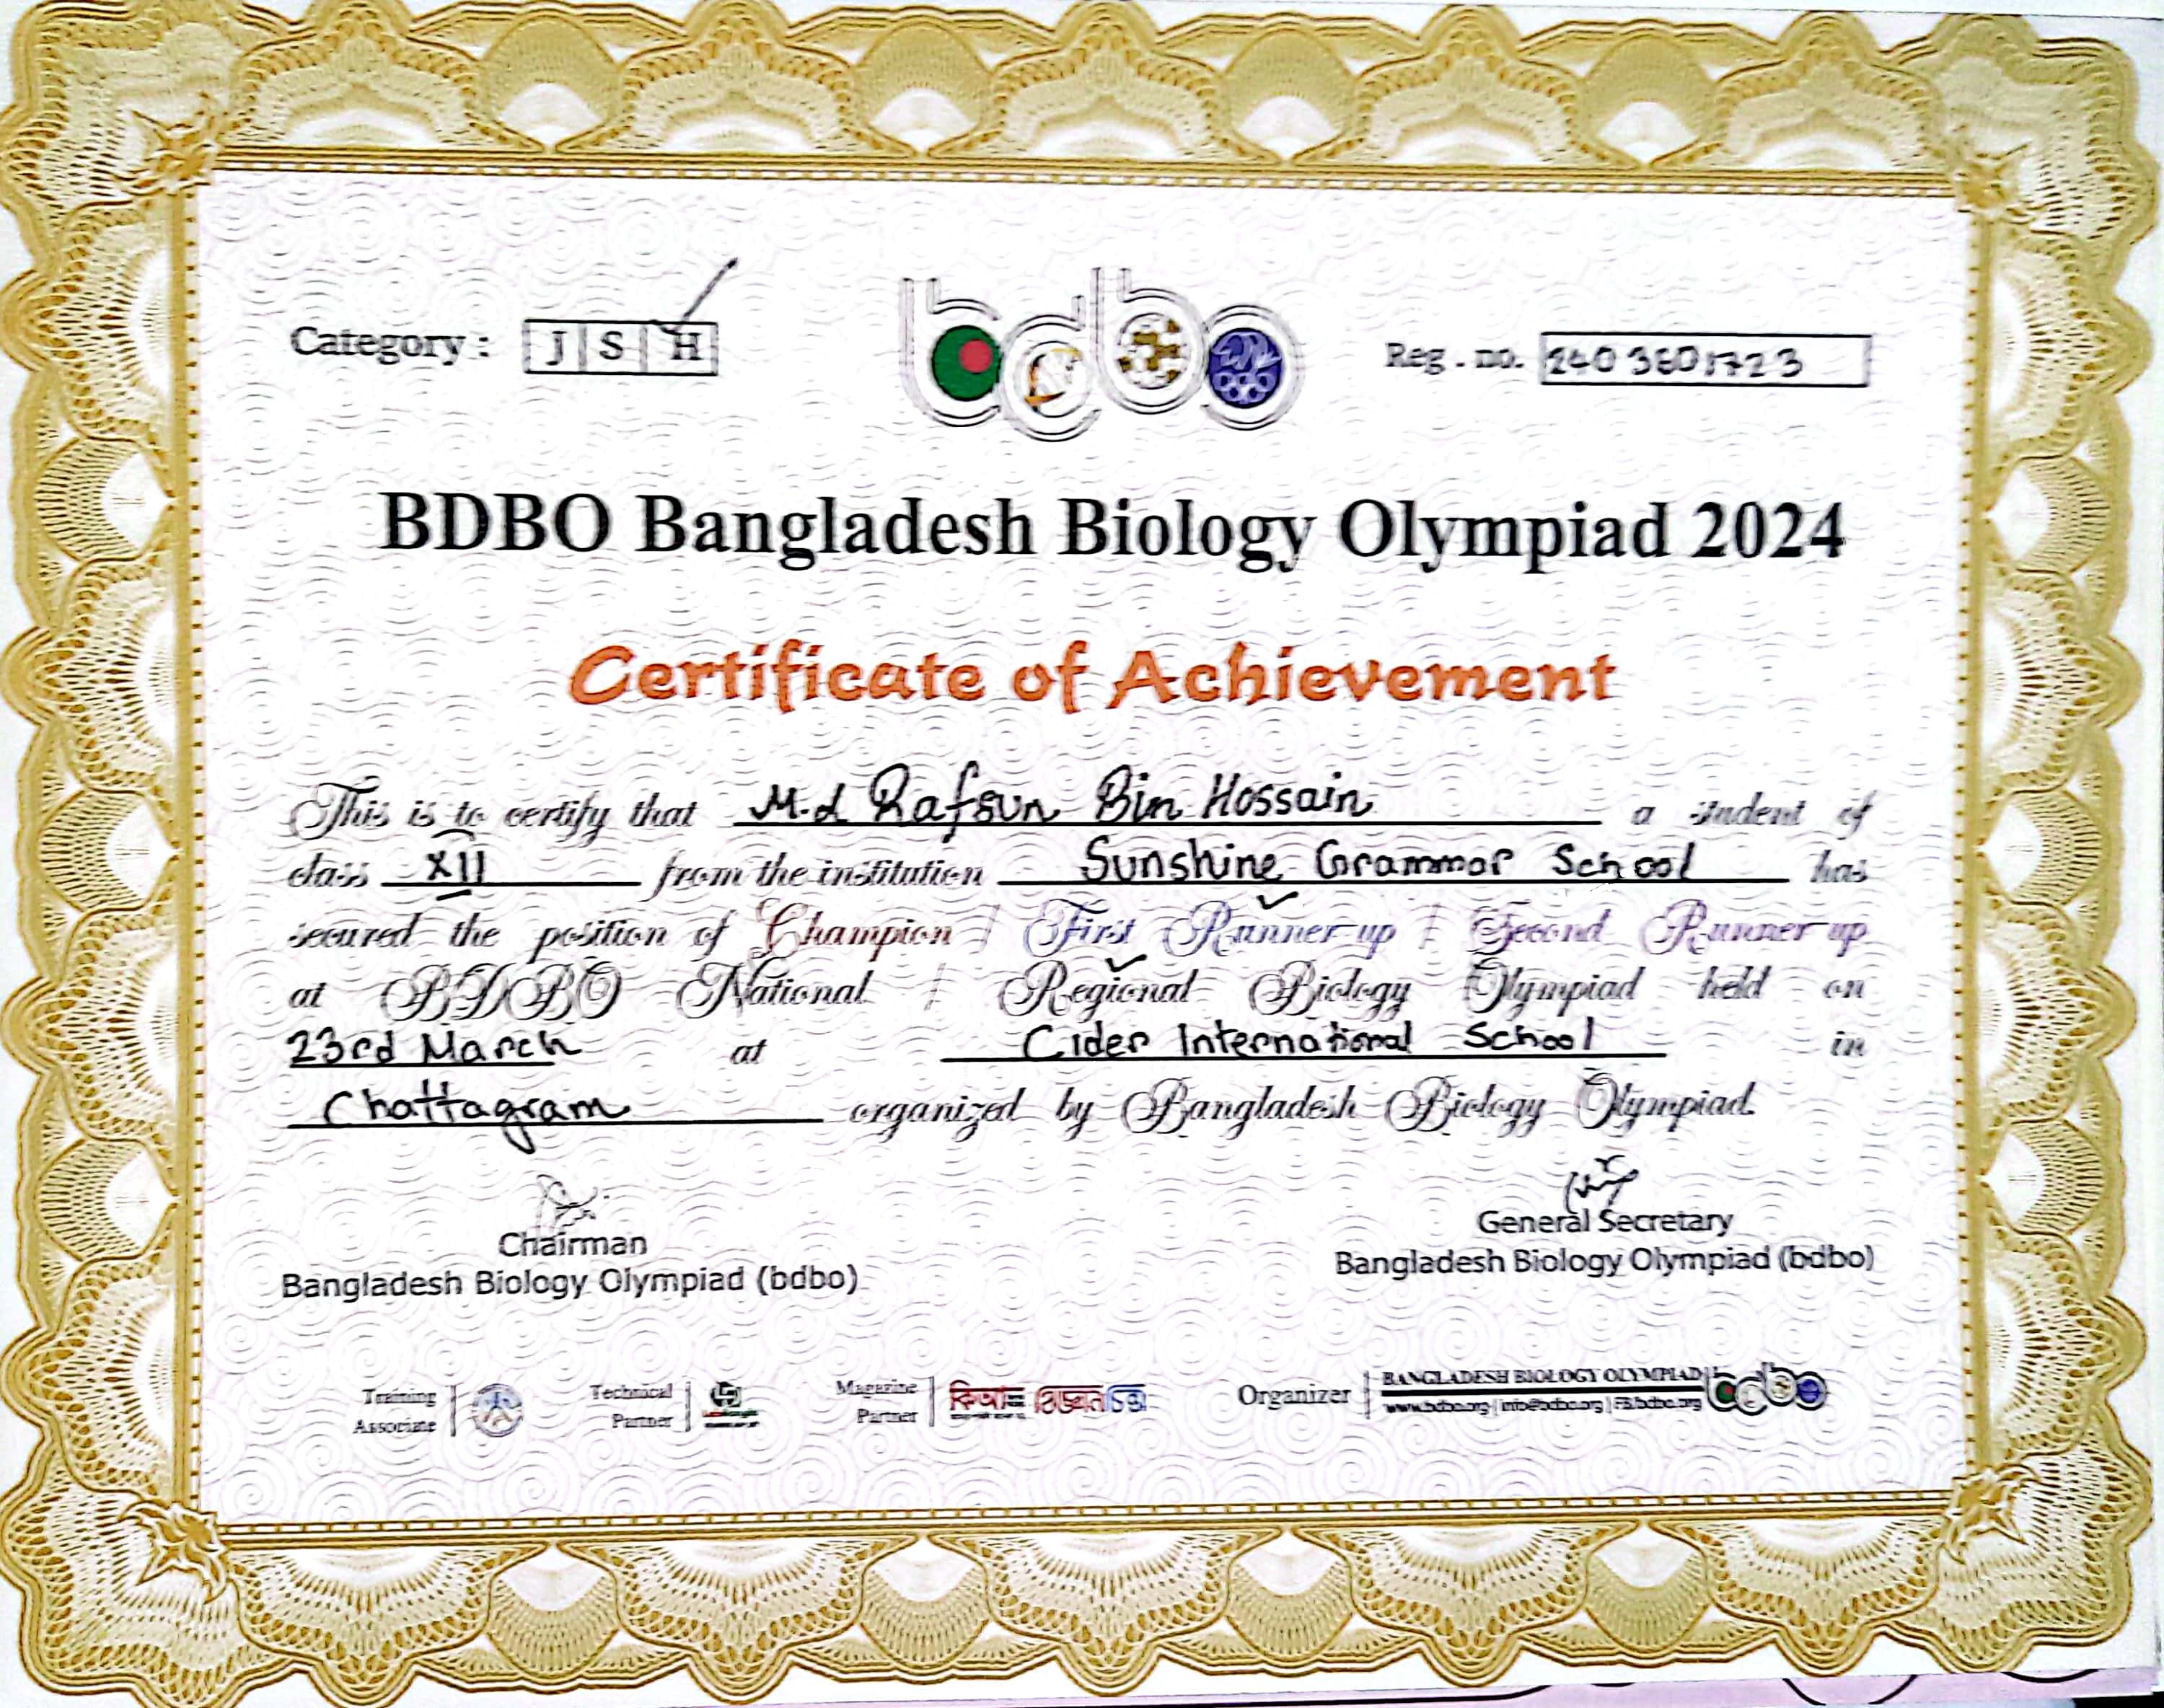 Category : J S H
Reg . no. 2403601723
bdbo
BDBO Bangladesh Biology Olympiad 2024
Certificate of Achievement
This is to certify that M.d Rafsun Bin Hossain a student of
class XII from the institution Sunshine Grammar School has
secured the position of Champion / First Runner-up / Second Runner-up
at BDBO National / Regional Biology Olympiad held on
23rd March at Cider International School in
Chattagram organized by Bangladesh Biology Olympiad.
Chairman
Bangladesh Biology Olympiad (bdbo)
General Secretary
Bangladesh Biology Olympiad (bdbo)
Training
Associate
Technical
Partner
Magazine
Partner
কিআ
Organizer
BANGLADESH BIOLOGY OLYMPIAD
www.bdbo.org | info@bdbo.org | FB.bdbo.org
bdbo